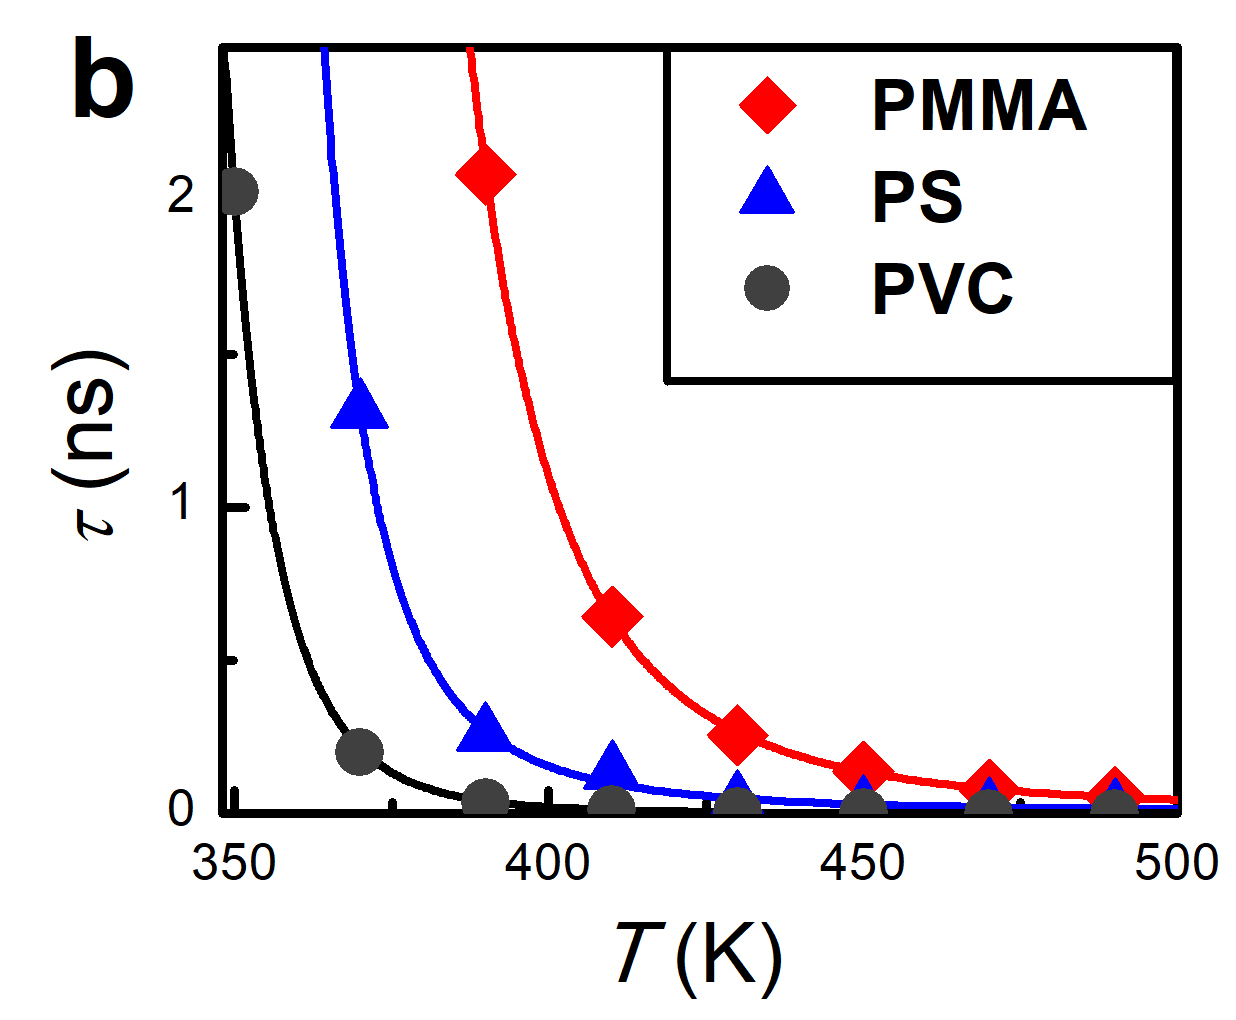 b
PMMA
PS
PVC
2
1
0
τ (ns)
350 400 450 500
T (K)